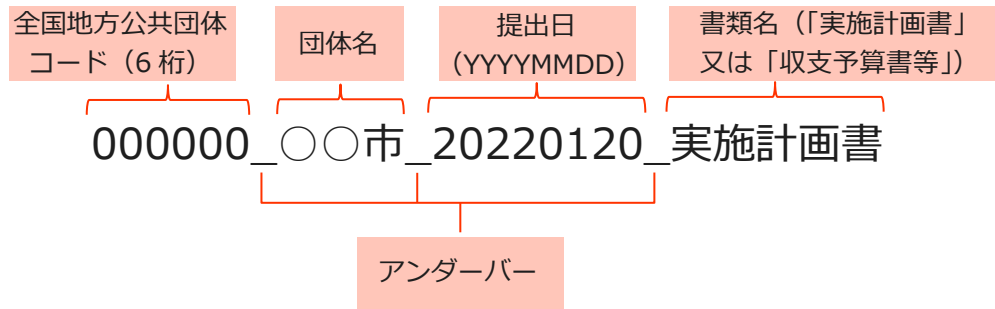 全国地方公共団体
コード（6 桁）
団体名
提出日
（YYYYMMDD）
書類名（「実施計画書」
又は「収支予算書等」）
000000_○○市_20220120_実施計画書
アンダーバー